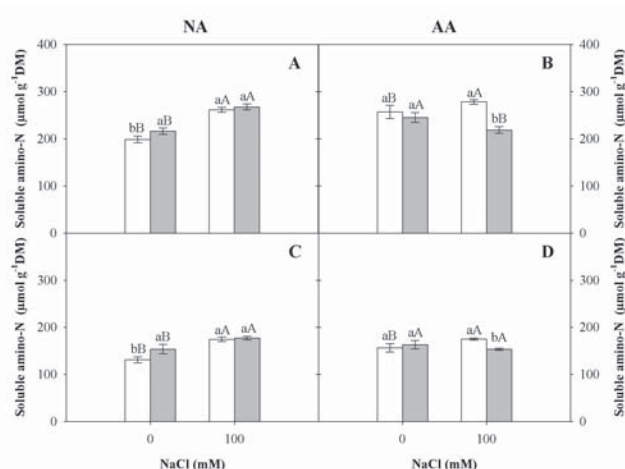 NA AA
Soluble amino-N (μmol g⁻¹DM)
400
300
200
100
0
A
bB aB aA aA
B
aB aA aA bB
400
300
200
100
0
Soluble amino-N (μmol g⁻¹DM)
Soluble amino-N (μmol g⁻¹DM)
300
200
100
0
C
bB aB aA aA
D
aB aA aA bA
300
200
100
0
Soluble amino-N (μmol g⁻¹DM)
0 100 0 100
NaCl (mM) NaCl (mM)